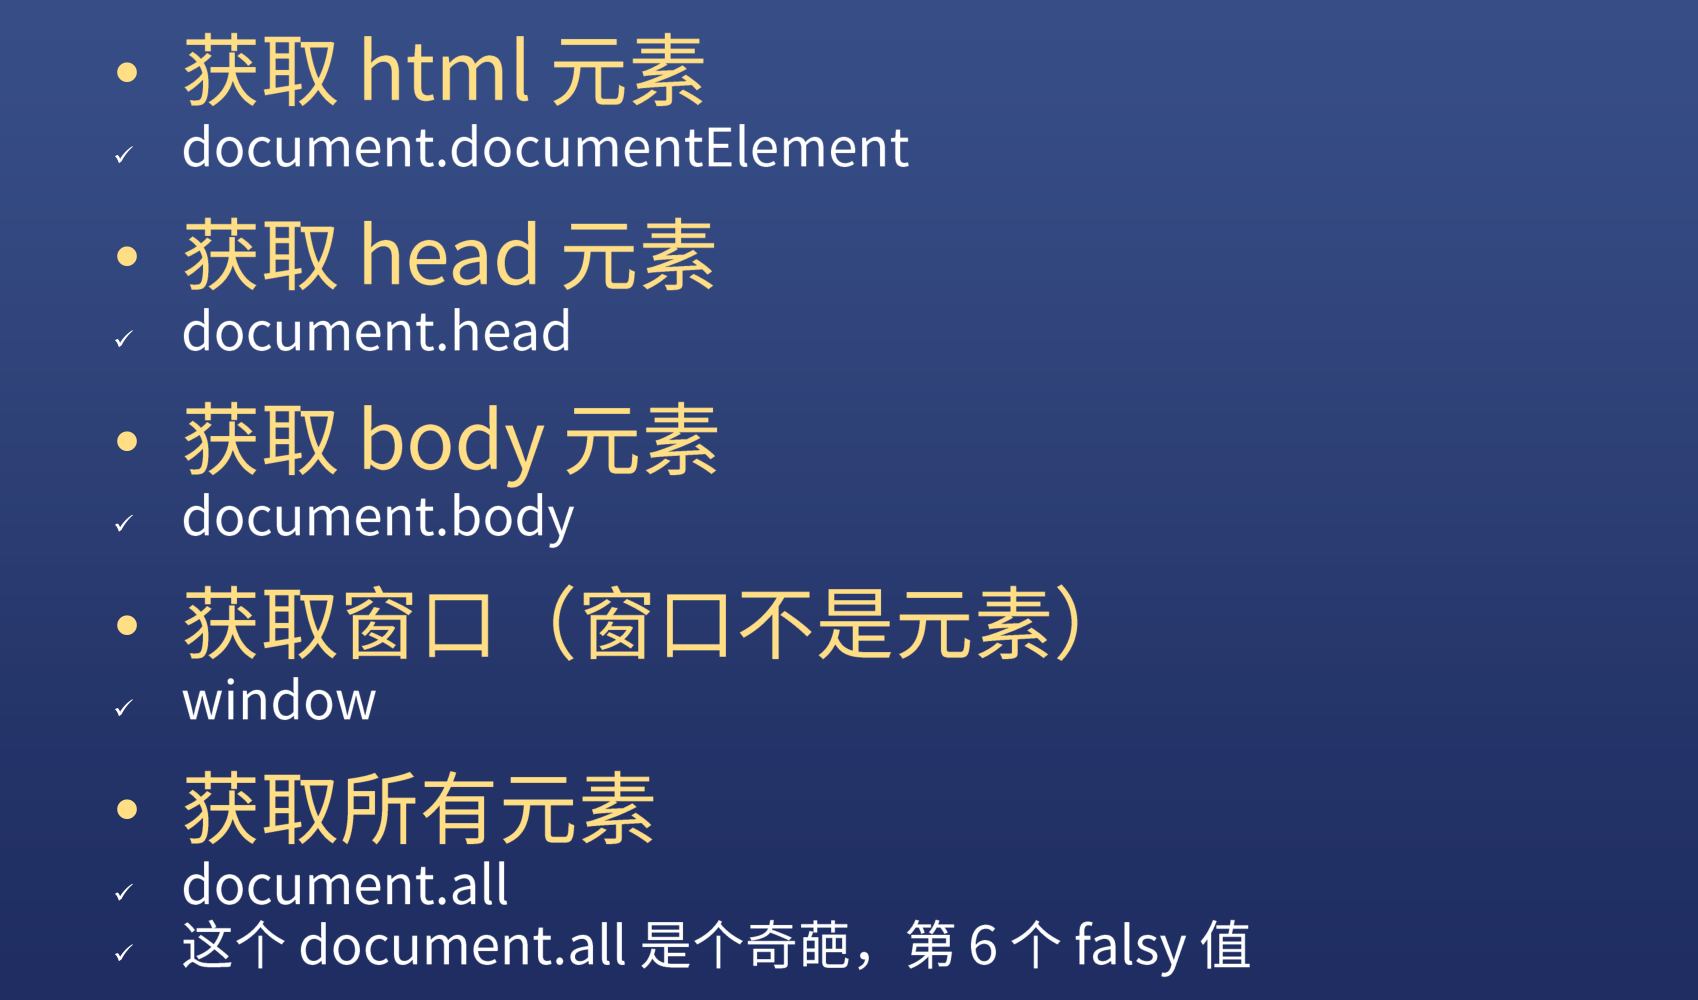 • 获取 html 元素
✓ document.documentElement
• 获取 head 元素
✓ document.head
• 获取 body 元素
✓ document.body
• 获取窗口（窗口不是元素）
✓ window
• 获取所有元素
✓ document.all
✓ 这个 document.all 是个奇葩，第 6 个 falsy 值